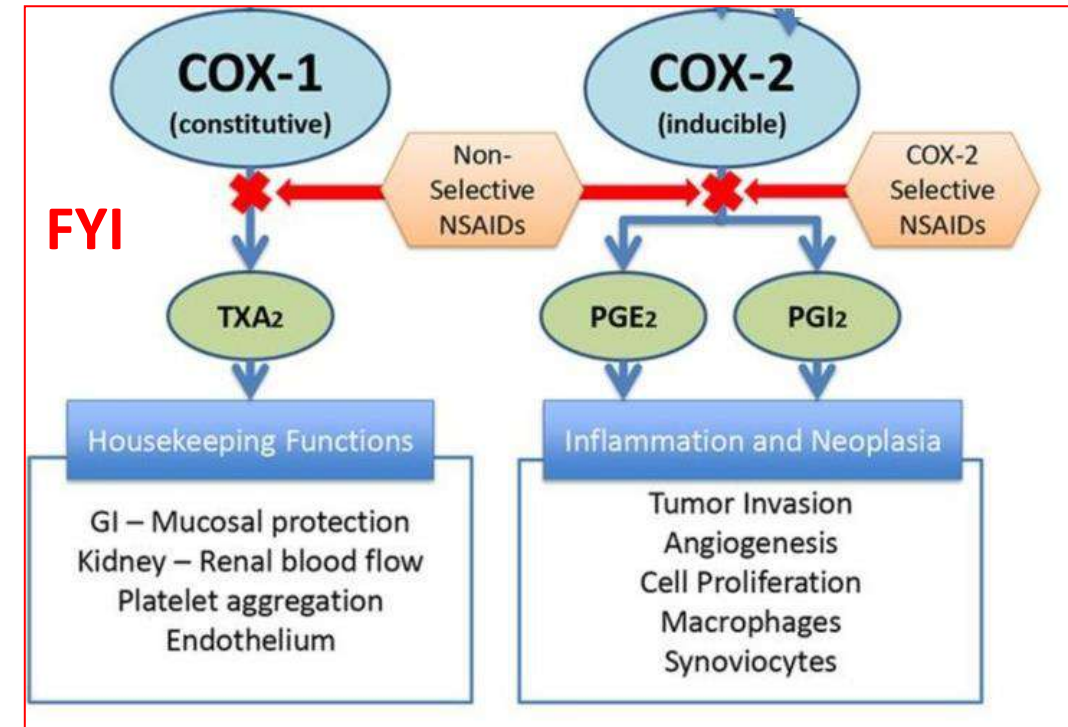 COX-1
(constitutive)
COX-2
(inducible)
Non-
Selective
NSAIDs
COX-2
Selective
NSAIDs
FYI
TXA2
PGE2
PGI2
Housekeeping Functions
GI – Mucosal protection
Kidney – Renal blood flow
Platelet aggregation
Endothelium
Inflammation and Neoplasia
Tumor Invasion
Angiogenesis
Cell Proliferation
Macrophages
Synoviocytes